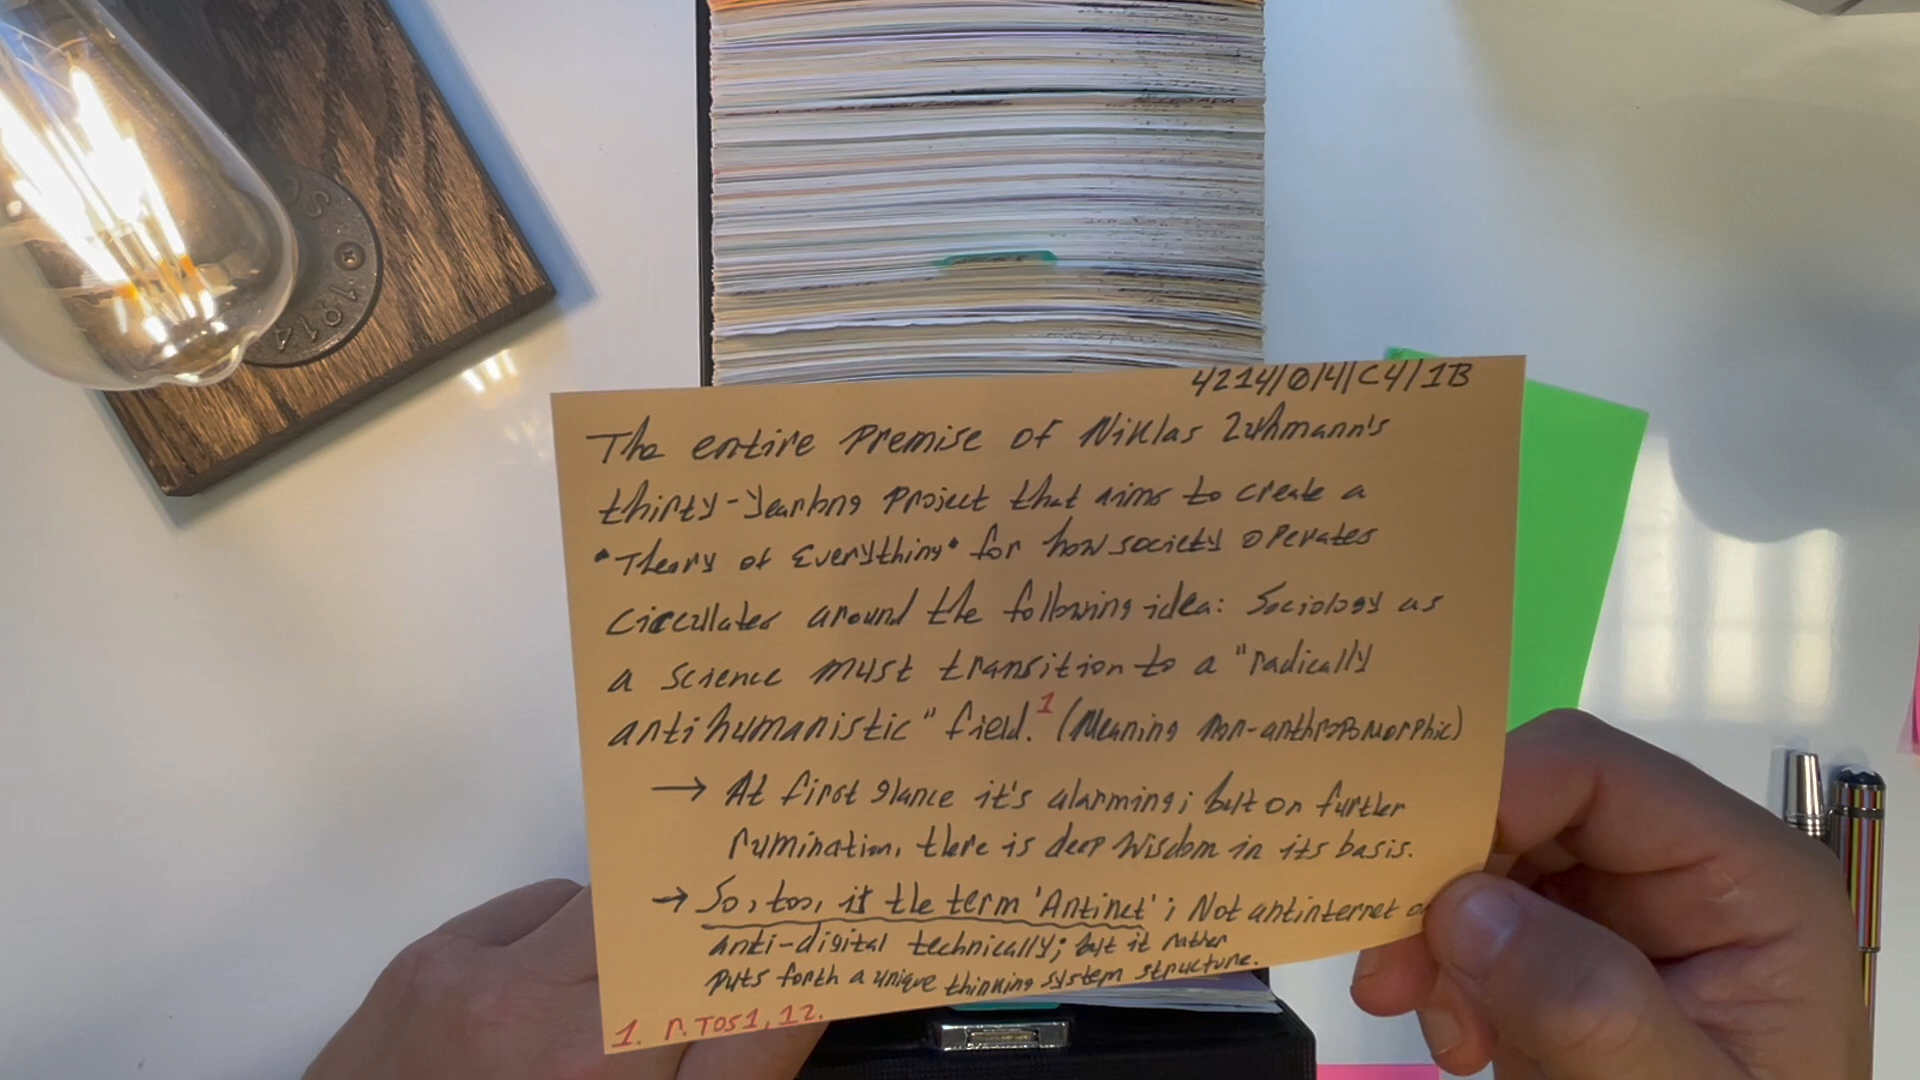 4214/0/4/C4/1B
The entire Premise of Niklas Luhmann's
thirty-yearlong project that aims to create a
"Theory of Everything" for how society operates
Circulates around the following idea: Sociology as
a science must transition to a "radically
antihumanistic" field.1 (Meaning non-anthropomorphic)
→ At first glance it's alarming; but on further
rumination, there is deep wisdom in its basis.
→ So, too, is the term 'Antinet'; Not antinternet
anti-digital technically; but it rather
puts forth a unique thinking system structure.
1. r.TOS1, 12.
1914